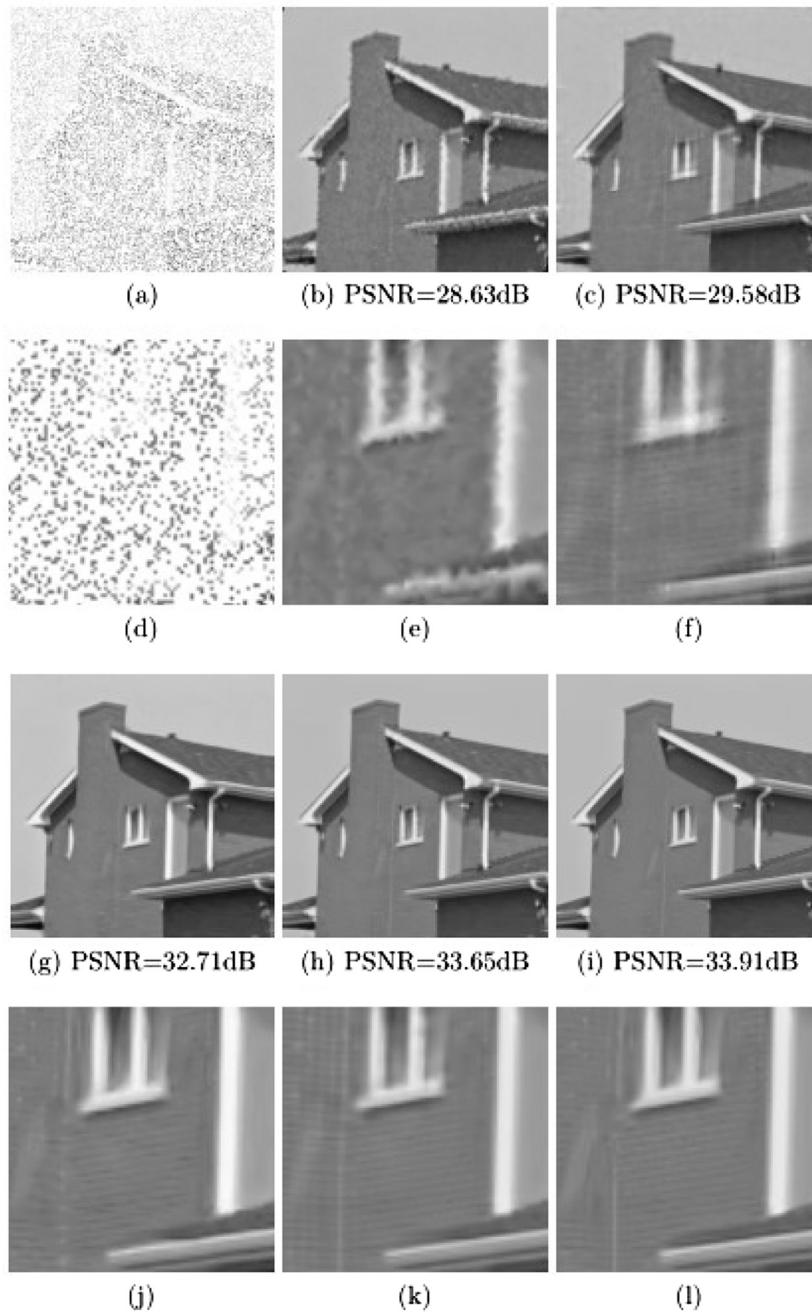 (a)
(b) PSNR=28.63dB
(c) PSNR=29.58dB
(d)
(e)
(f)
(g) PSNR=32.71dB
(h) PSNR=33.65dB
(i) PSNR=33.91dB
(j)
(k)
(l)